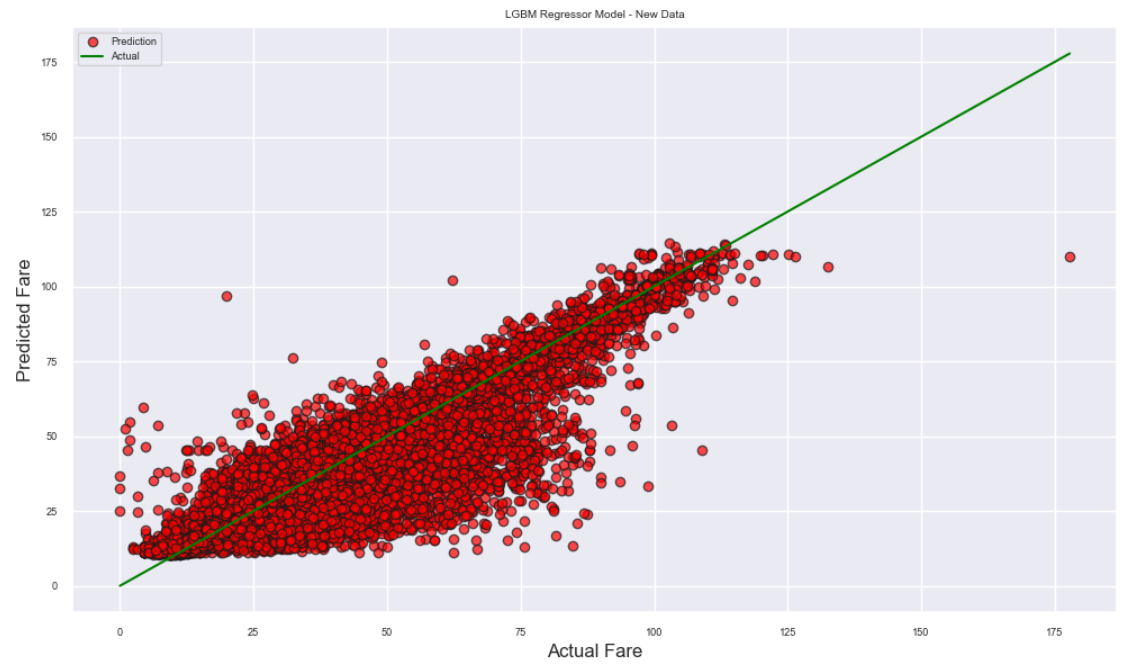 LGBM Regressor Model - New Data
Prediction
Actual
175
150
125
100
75
50
25
0
Predicted Fare
0 25 50 75 100 125 150 175
Actual Fare